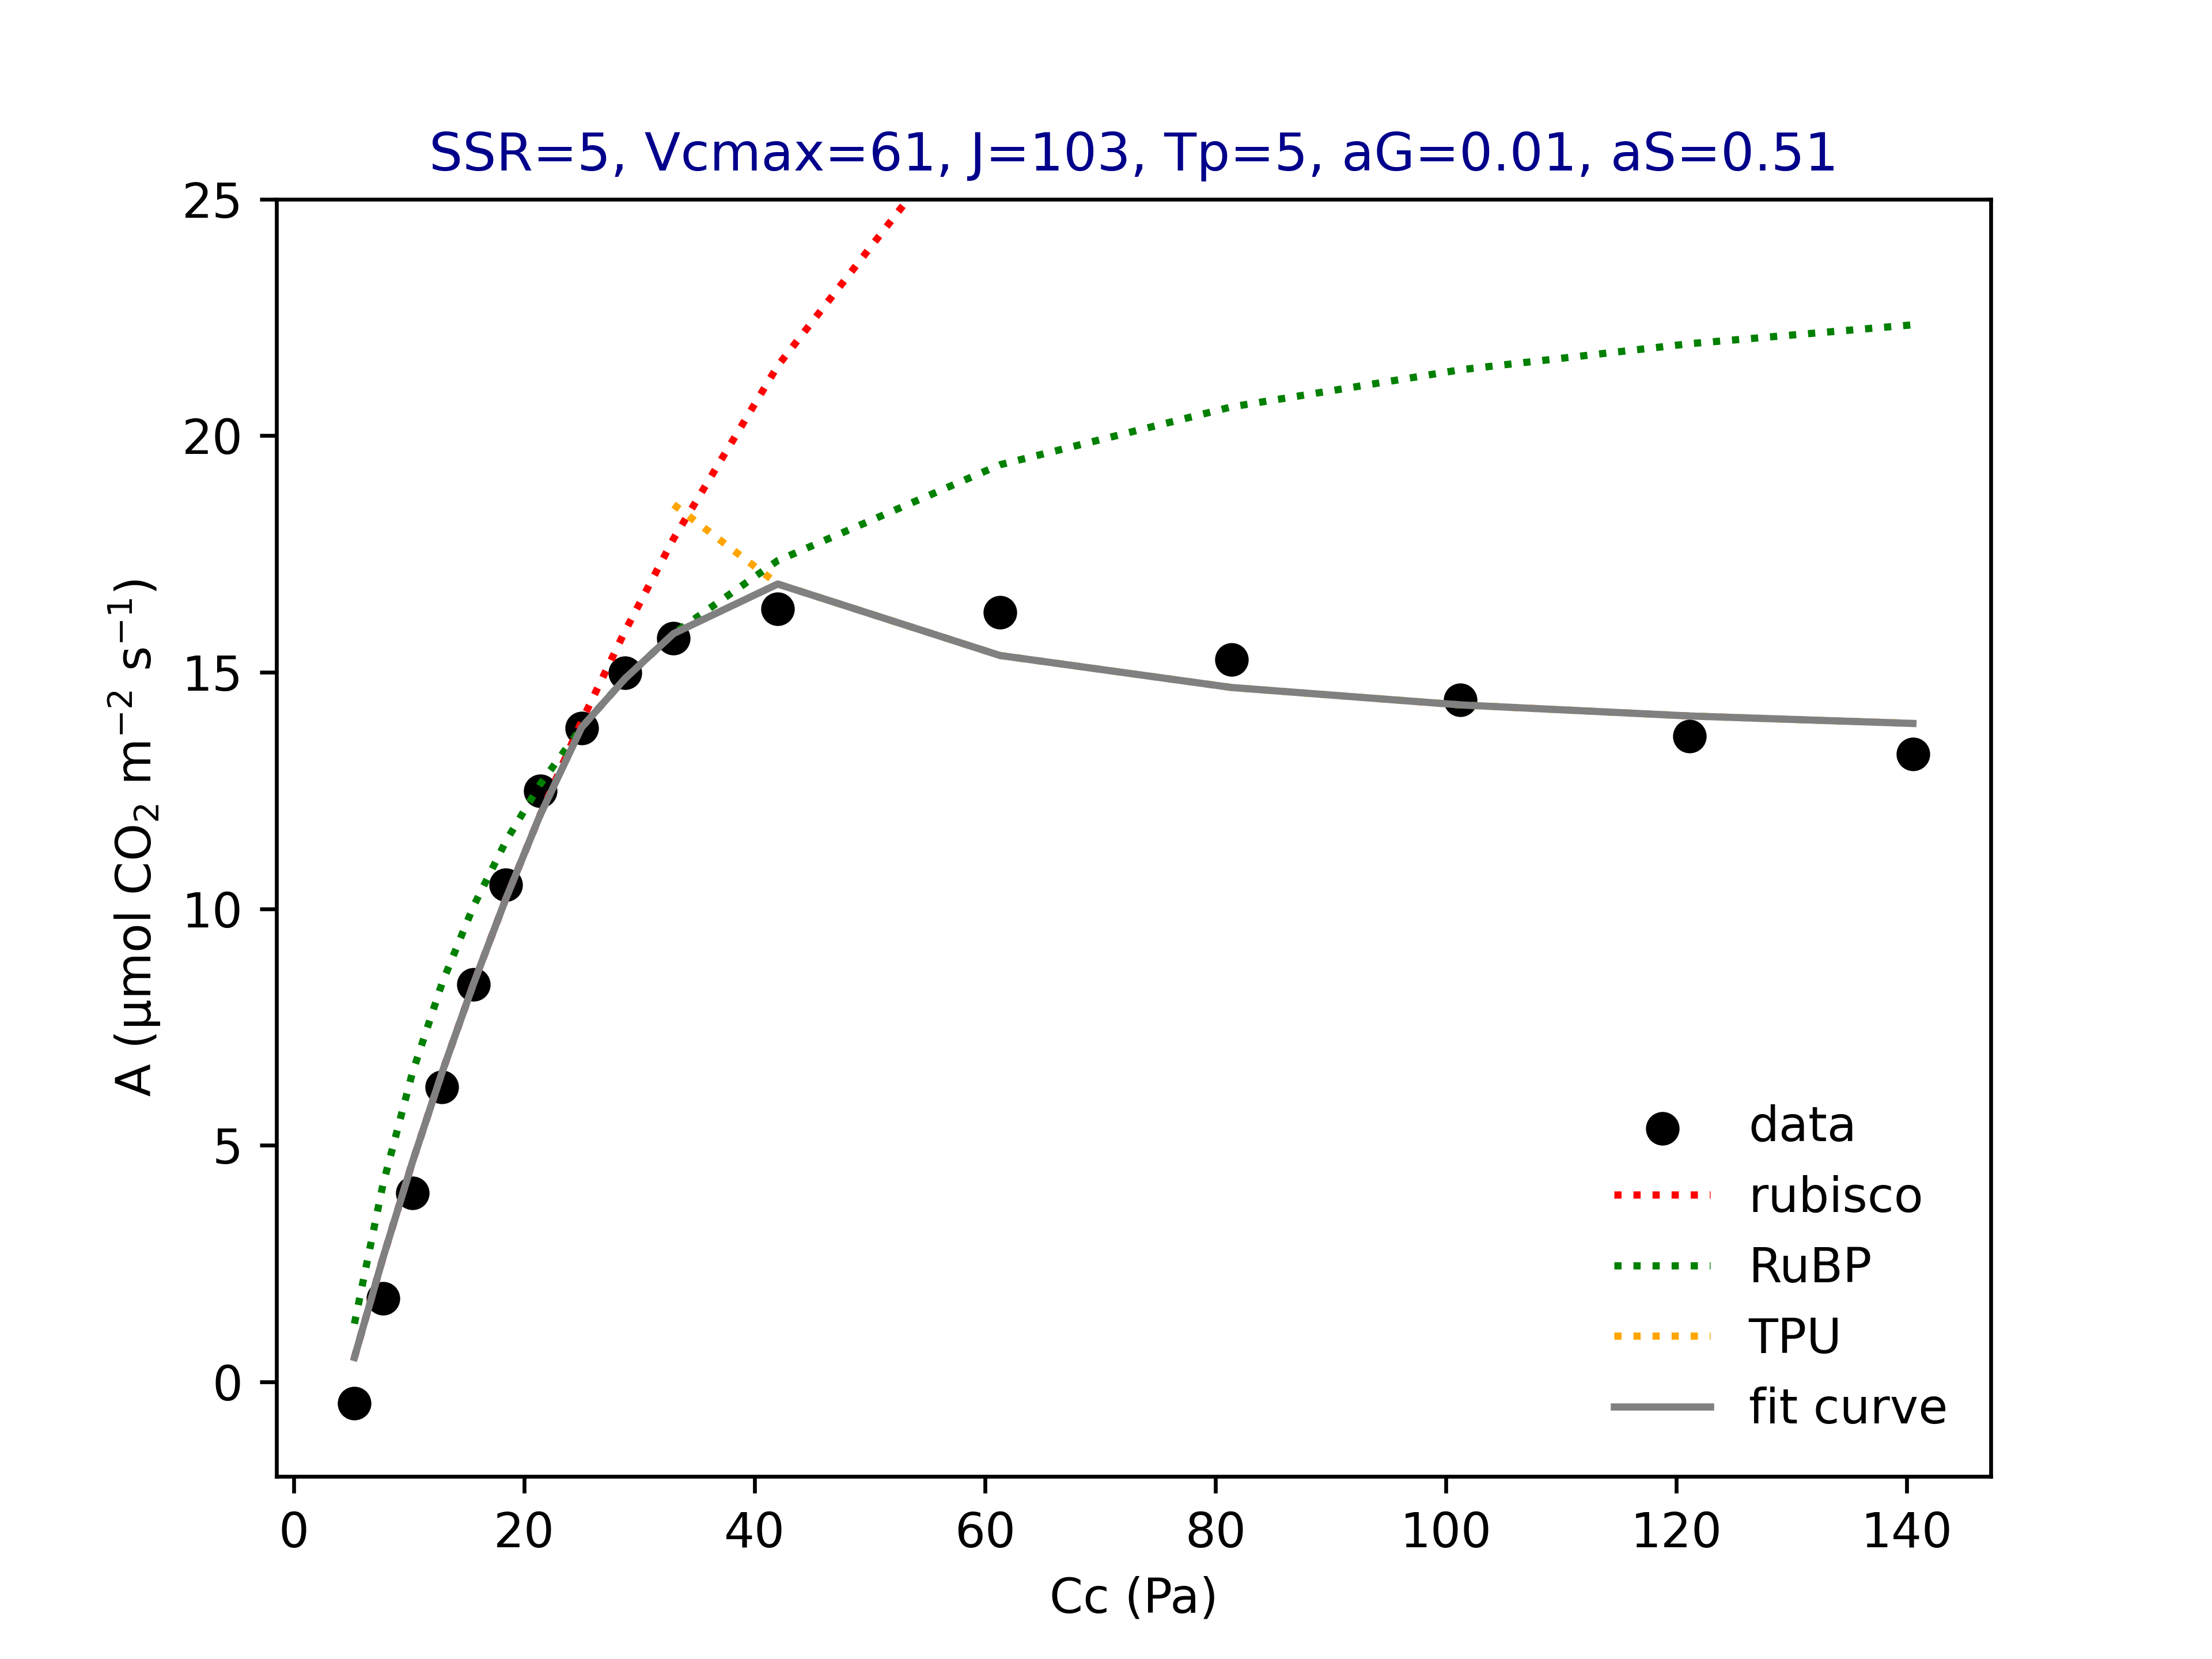 SSR=5, Vcmax=61, J=103, Tp=5, aG=0.01, aS=0.51
25
20
15
10
5
0
A (μmol CO₂ m⁻² s⁻¹)
data
rubisco
RuBP
TPU
fit curve
0 20 40 60 80 100 120 140
Cc (Pa)